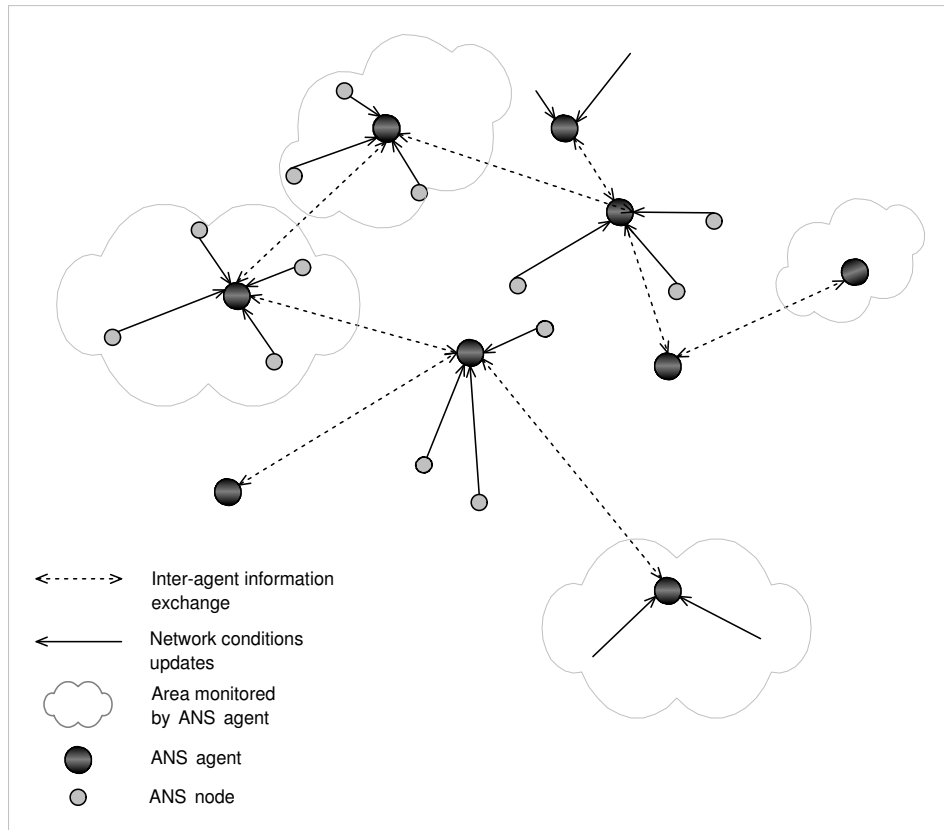 Inter-agent information
exchange
Network conditions
updates
Area monitored
by ANS agent
ANS agent
ANS node